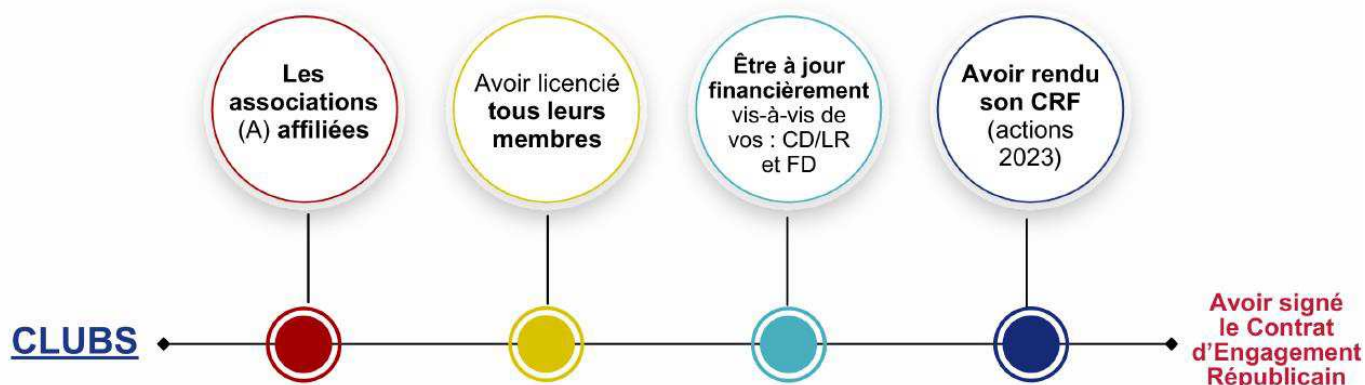 Les
associations
(A) affiliées
Avoir licencié
tous leurs
membres
Être à jour
financièrement
vis-à-vis de
vos : CD/LR
et FD
Avoir rendu
son CRF
(actions
2023)
CLUBS
Avoir signé
le Contrat
d'Engagement
Républicain